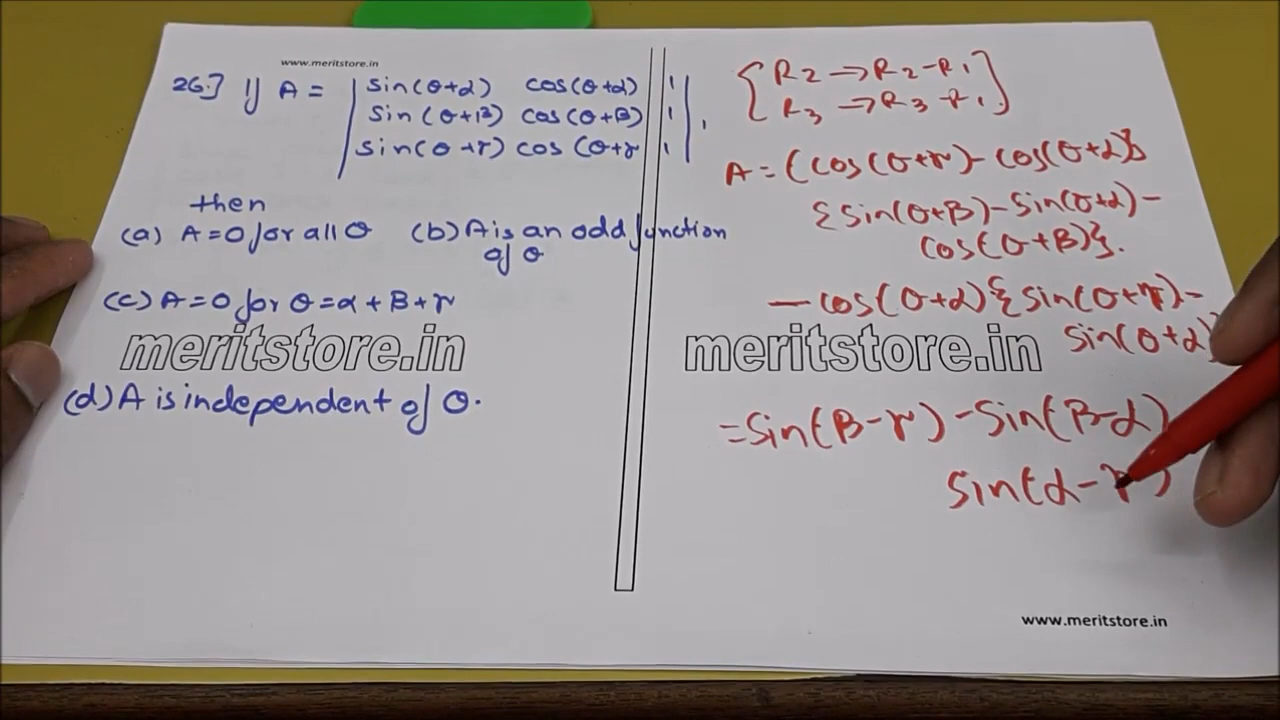 www.meritstore.in
26.] If A = | sin(θ+α) cos(θ+α) 1 |
| sin(θ+β) cos(θ+β) 1 | ,
| sin(θ+r) cos(θ+r 1 |
then
(a) A=0 for all θ (b) A is an odd function
of θ
(c) A=0 for θ=α+β+r
meritstore.in
(d) A is independent of θ.
[R2 → R2-R1]
[R3 → R3-R1]
A = {cos(θ+r) - cos(θ+α)}
{sin(θ+β) - sin(θ+α) -
cos(θ+β)}.
- cos(θ+α){sin(θ+r) -
meritstore.in
sin(θ+α)}
= sin(β-r) - sin(β-α)
sin(α-r)
www.meritstore.in